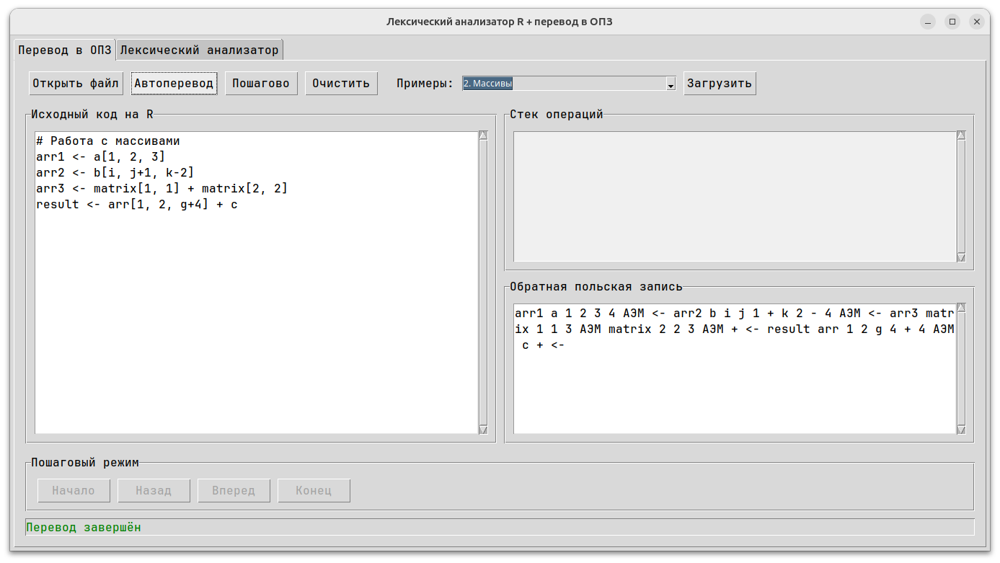 Лексический анализатор R + перевод в ОПЗ
Перевод в ОПЗ Лексический анализатор
Открыть файл Автоперевод Пошагово Очистить Примеры: 2. Массивы Загрузить
Исходный код на R
# Работа с массивами
arr1 <- a[1, 2, 3]
arr2 <- b[i, j+1, k-2]
arr3 <- matrix[1, 1] + matrix[2, 2]
result <- arr[1, 2, g+4] + c
Стек операций
Обратная польская запись
arr1 a 1 2 3 4 АЭМ <- arr2 b i j 1 + k 2 - 4 АЭМ <- arr3 matr
ix 1 1 3 АЭМ matrix 2 2 3 АЭМ + <- result arr 1 2 g 4 + 4 АЭМ
c + <-
Пошаговый режим
Начало Назад Вперед Конец
Перевод завершён